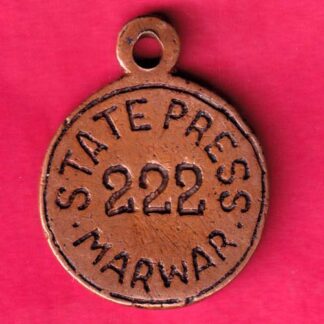 STATE PRESS
222
· MARWAR ·